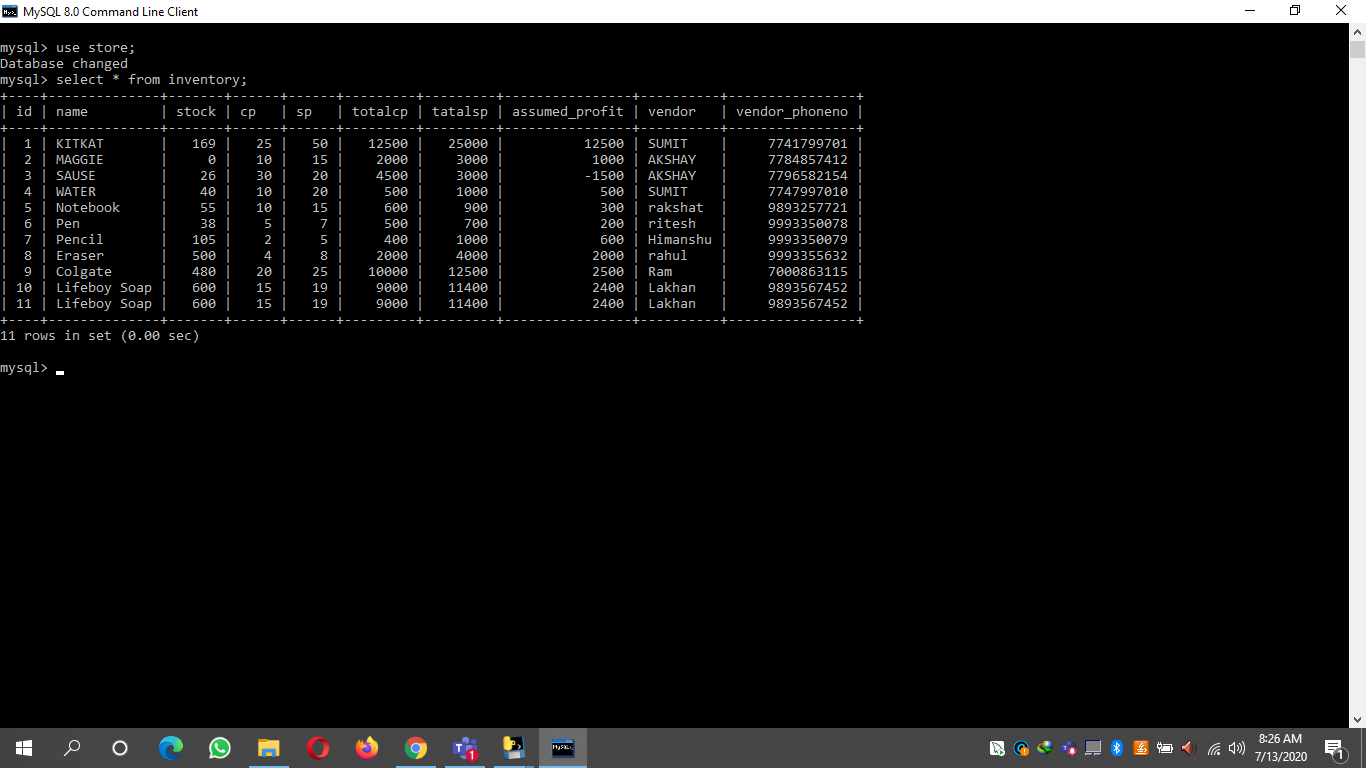 MySQL 8.0 Command Line Client
mysql> use store;
Database changed
mysql> select * from inventory;
+----+--------------+-------+------+------+---------+---------+----------------+----------+----------------+
| id | name         | stock | cp   | sp   | totalcp | tatalsp | assumed_profit | vendor   | vendor_phoneno |
+----+--------------+-------+------+------+---------+---------+----------------+----------+----------------+
|  1 | KITKAT       |   169 |   25 |   50 |   12500 |   25000 |          12500 | SUMIT    |     7741799701 |
|  2 | MAGGIE       |     0 |   10 |   15 |    2000 |    3000 |           1000 | AKSHAY   |     7784857412 |
|  3 | SAUSE        |    26 |   30 |   20 |    4500 |    3000 |          -1500 | AKSHAY   |     7796582154 |
|  4 | WATER        |    40 |   10 |   20 |     500 |    1000 |            500 | SUMIT    |     7747997010 |
|  5 | Notebook     |    55 |   10 |   15 |     600 |     900 |            300 | rakshat  |     9893257721 |
|  6 | Pen          |    38 |    5 |    7 |     500 |     700 |            200 | ritesh   |     9993350078 |
|  7 | Pencil       |   105 |    2 |    5 |     400 |    1000 |            600 | Himanshu |     9993350079 |
|  8 | Eraser       |   500 |    4 |    8 |    2000 |    4000 |           2000 | rahul    |     9993355632 |
|  9 | Colgate      |   480 |   20 |   25 |   10000 |   12500 |           2500 | Ram      |     7000863115 |
| 10 | Lifeboy Soap |   600 |   15 |   19 |    9000 |   11400 |           2400 | Lakhan   |     9893567452 |
| 11 | Lifeboy Soap |   600 |   15 |   19 |    9000 |   11400 |           2400 | Lakhan   |     9893567452 |
+----+--------------+-------+------+------+---------+---------+----------------+----------+----------------+
11 rows in set (0.00 sec)
mysql>
8:26 AM
7/13/2020